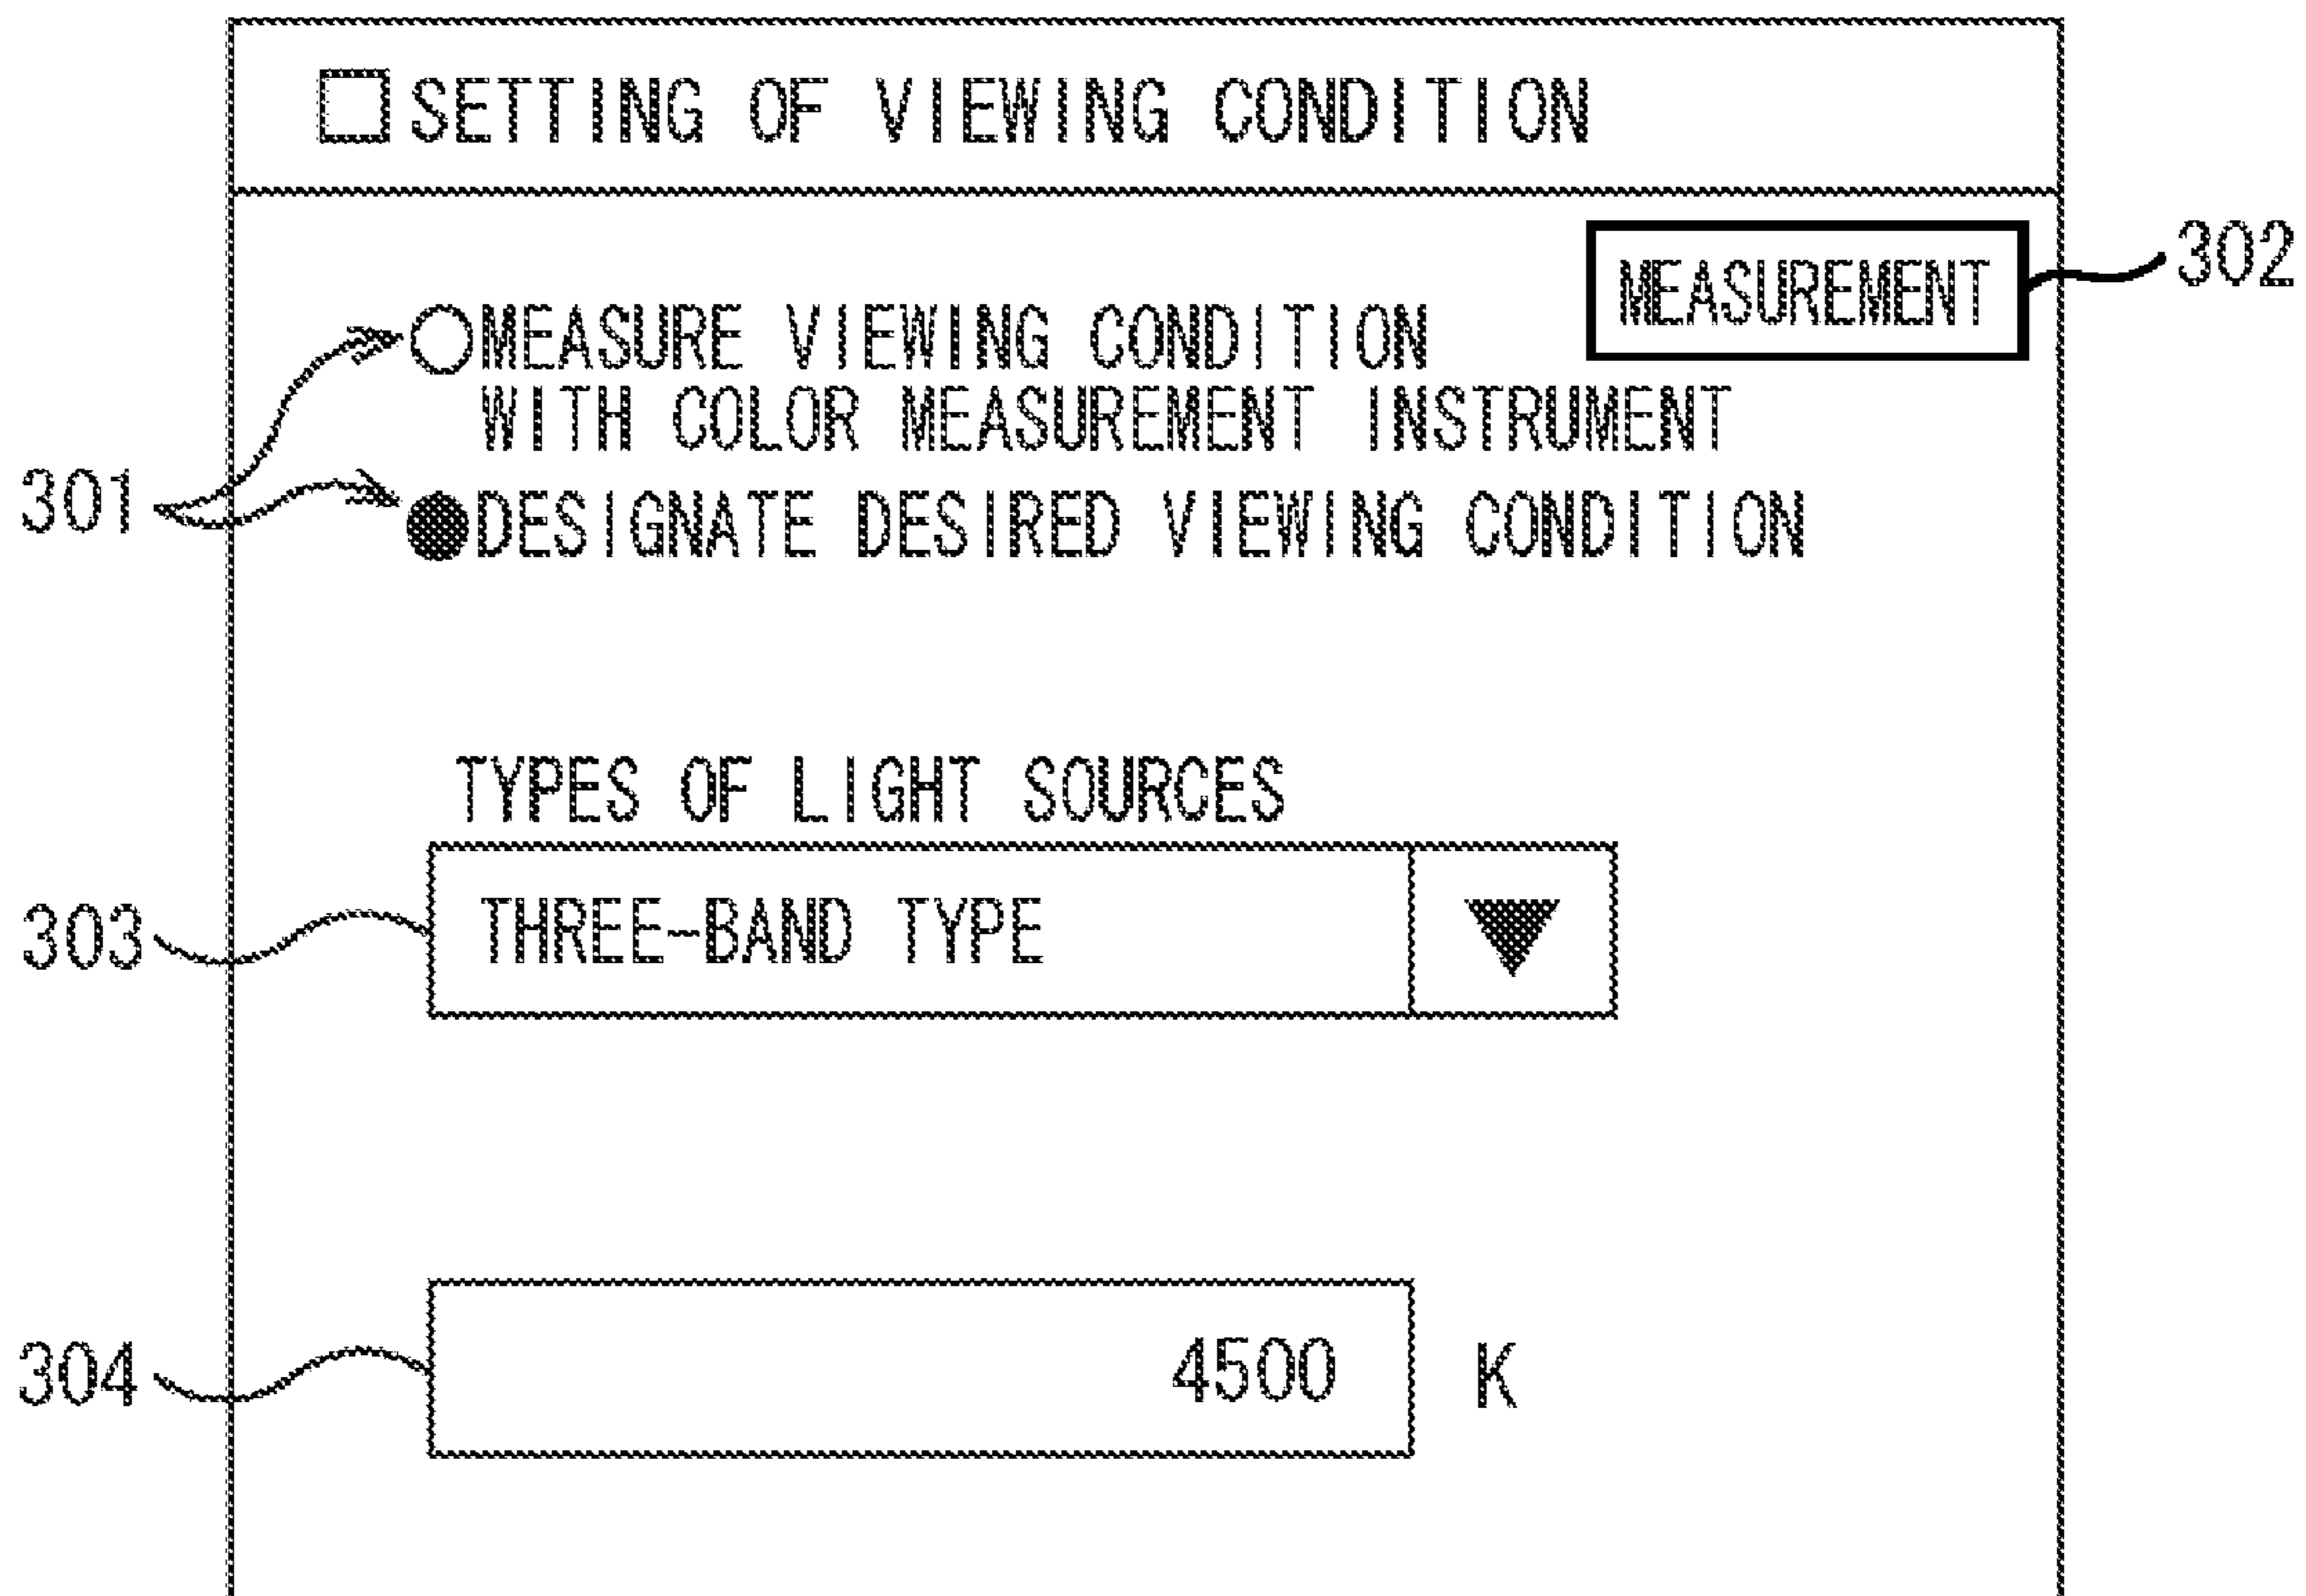 SETTING OF VIEWING CONDITION
MEASUREMENT
302
MEASURE VIEWING CONDITION
WITH COLOR MEASUREMENT INSTRUMENT
301
DESIGNATE DESIRED VIEWING CONDITION
TYPES OF LIGHT SOURCES
303
THREE-BAND TYPE
304
4500 K